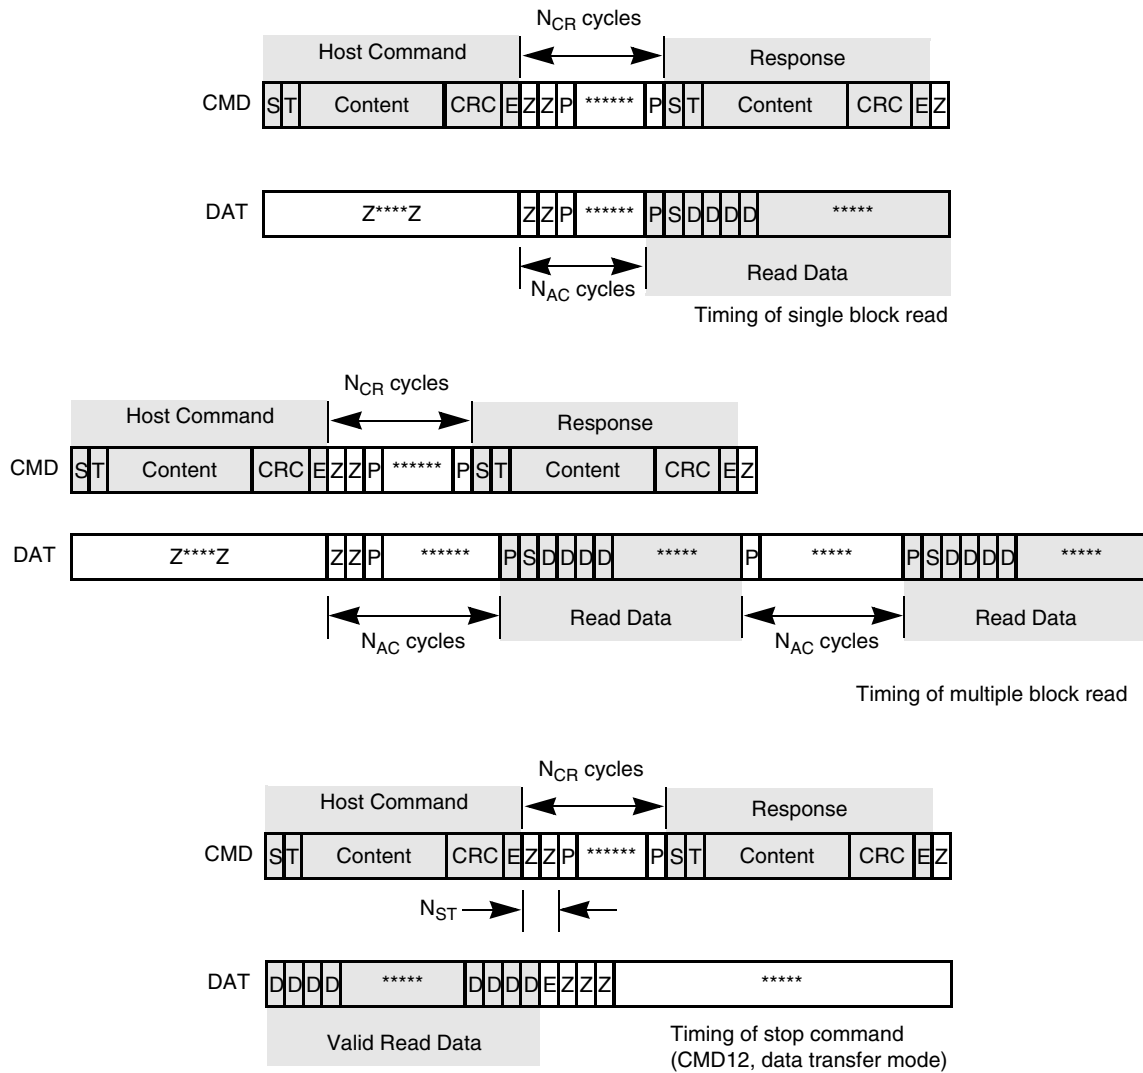 N_CR cycles
Host Command Response
CMD S T Content CRC E Z Z P ****** P S T Content CRC E Z
DAT Z****Z Z Z P ****** P S D D D D *****
N_AC cycles Read Data
Timing of single block read
N_CR cycles
Host Command Response
CMD S T Content CRC E Z Z P ****** P S T Content CRC E Z
DAT Z****Z Z Z P ****** P S D D D D ***** P ***** P S D D D D *****
N_AC cycles Read Data N_AC cycles Read Data
Timing of multiple block read
N_CR cycles
Host Command Response
CMD S T Content CRC E Z Z P ****** P S T Content CRC E Z
N_ST
DAT D D D D ***** D D D D E Z Z Z *****
Valid Read Data
Timing of stop command
(CMD12, data transfer mode)